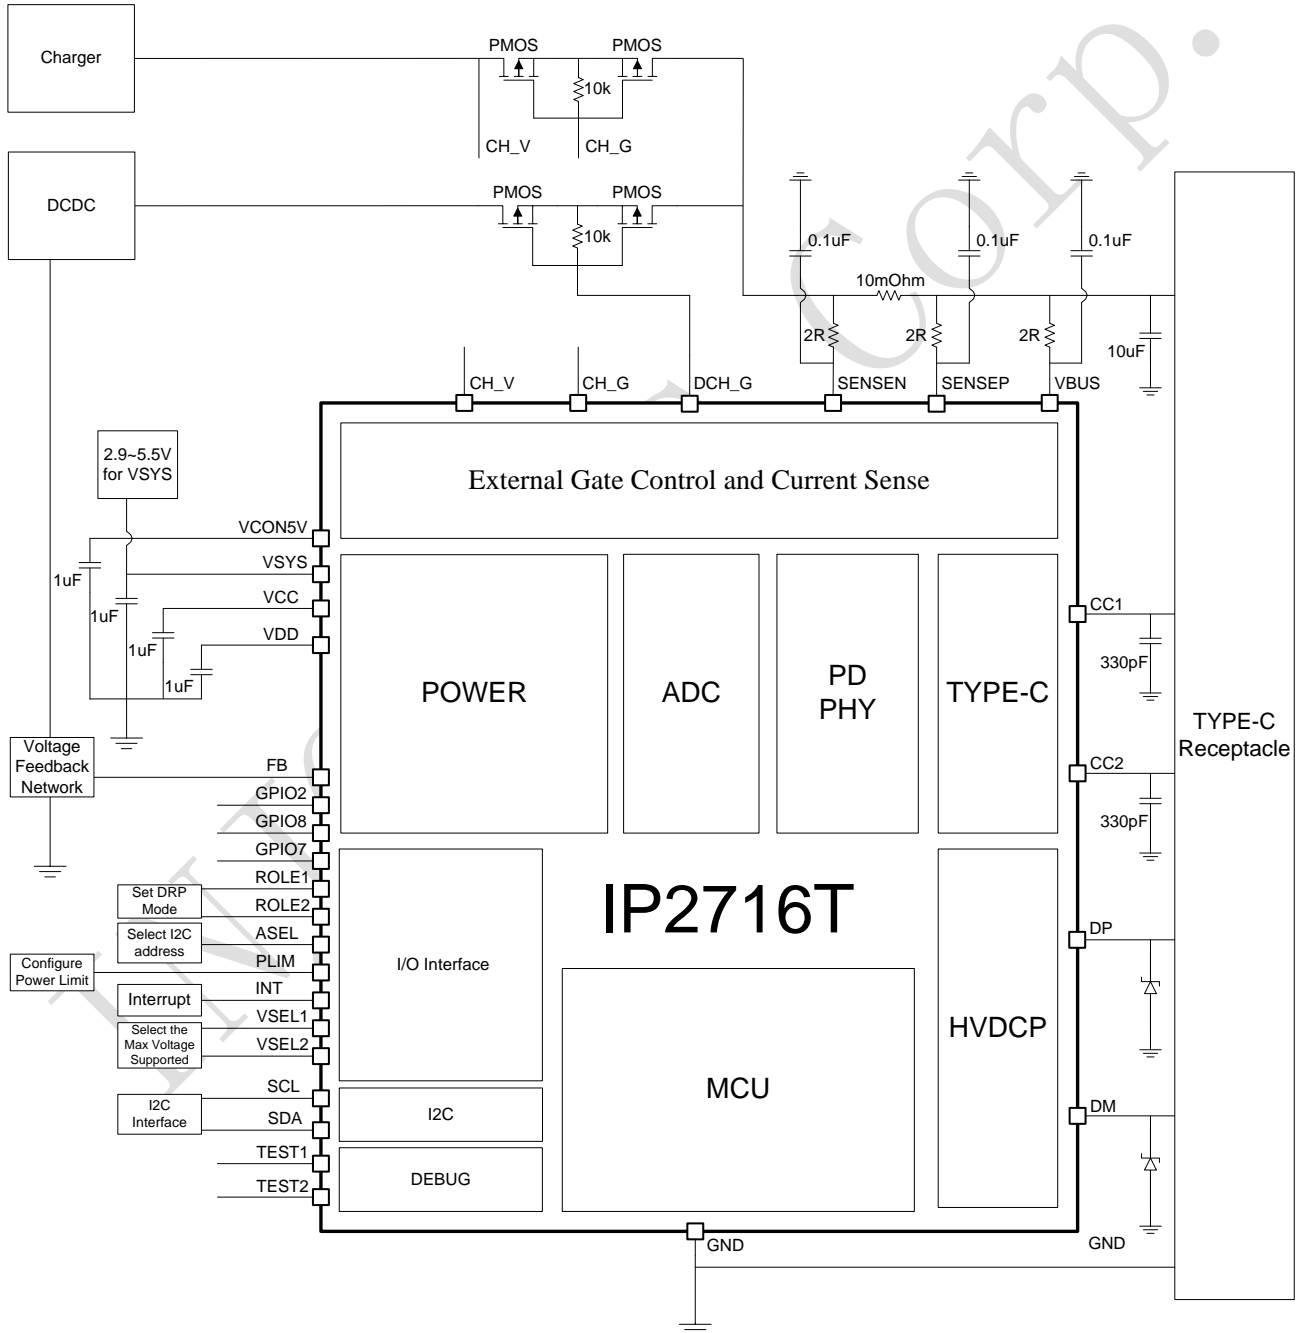 Charger
PMOS
PMOS
10k
CH_V
CH_G
DCDC
PMOS
PMOS
10k
0.1uF
0.1uF
0.1uF
10mOhm
2R
2R
2R
10uF
CH_V
CH_G
DCH_G
SENSEN
SENSEP
VBUS
2.9~5.5V
for VSYS
External Gate Control and Current Sense
VCON5V
VSYS
VCC
VDD
1uF
1uF
1uF
1uF
POWER
ADC
PD
PHY
TYPE-C
CC1
330pF
CC2
330pF
TYPE-C
Receptacle
Voltage
Feedback
Network
FB
GPIO2
GPIO8
GPIO7
ROLE1
ROLE2
ASEL
PLIM
INT
VSEL1
VSEL2
SCL
SDA
TEST1
TEST2
Set DRP
Mode
Select I2C
address
Configure
Power Limit
Interrupt
Select the
Max Voltage
Supported
I2C
Interface
I/O Interface
I2C
DEBUG
IP2716T
MCU
HVDCP
DP
DM
GND
GND
Corp.